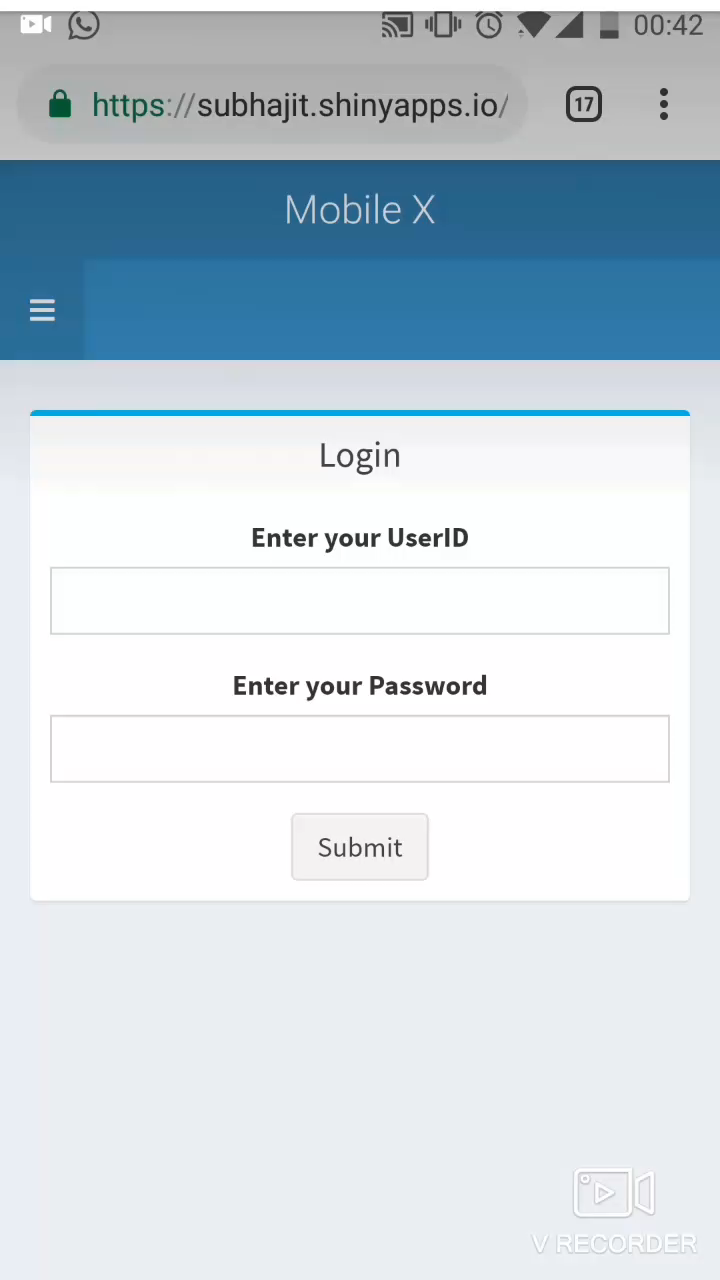 00:42
https://subhajit.shinyapps.io/
17
Mobile X
Login
Enter your UserID
Enter your Password
Submit
V RECORDER